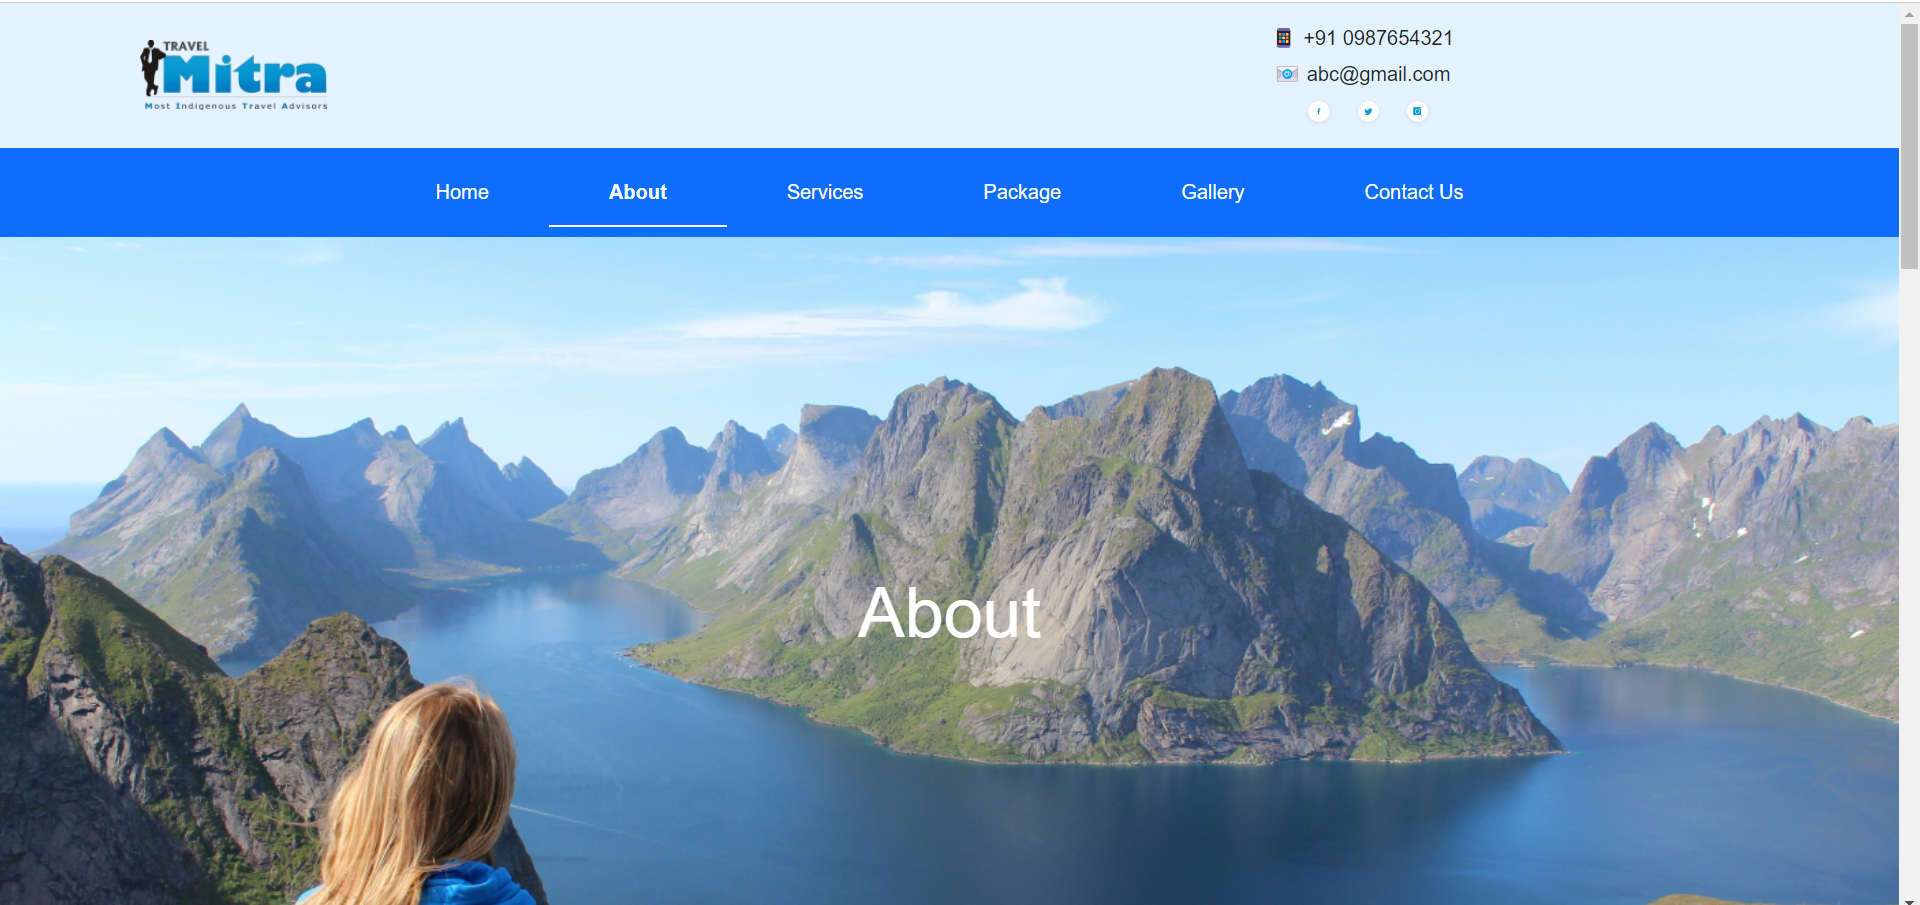 TRAVEL
Mitra
Most Indigenous Travel Advisors
+91 0987654321
abc@gmail.com
Home
About
Services
Package
Gallery
Contact Us
About